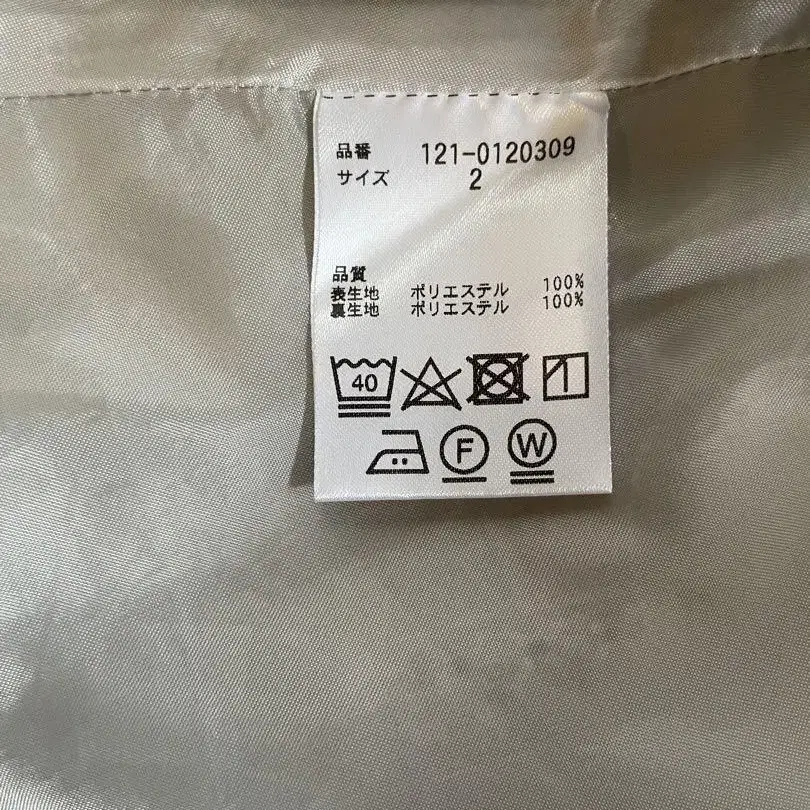 品番 121-0120309
サイズ 2
品質
表生地 ポリエステル 100%
裏生地 ポリエステル 100%
40
F W